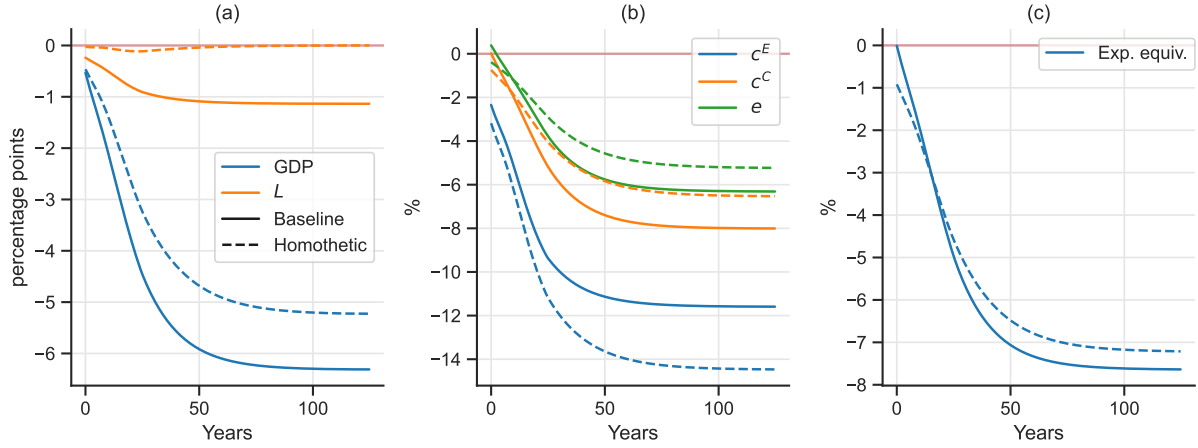 (a)
percentage points
0
−1
−2
−3
−4
−5
−6
GDP
L
Baseline
Homothetic
0
50
100
Years
(b)
%
0
−2
−4
−6
−8
−10
−12
−14
c^E
c^C
e
0
50
100
Years
(c)
%
0
−1
−2
−3
−4
−5
−6
−7
−8
Exp. equiv.
0
50
100
Years